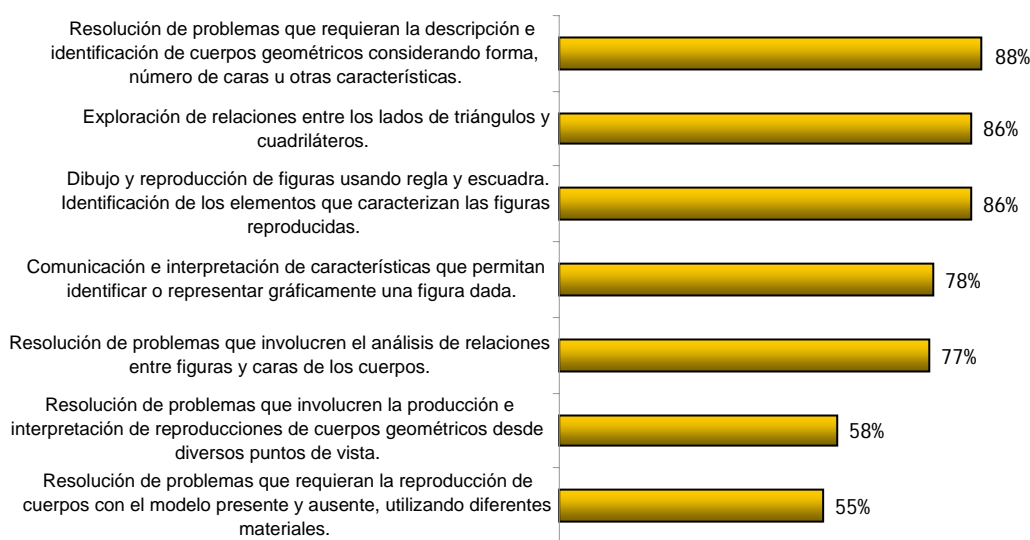 Resolución de problemas que requieran la descripción e
identificación de cuerpos geométricos considerando forma,
número de caras u otras características.
88%
Exploración de relaciones entre los lados de triángulos y
cuadriláteros.
86%
Dibujo y reproducción de figuras usando regla y escuadra.
Identificación de los elementos que caracterizan las figuras
reproducidas.
86%
Comunicación e interpretación de características que permitan
identificar o representar gráficamente una figura dada.
78%
Resolución de problemas que involucren el análisis de relaciones
entre figuras y caras de los cuerpos.
77%
Resolución de problemas que involucren la producción e
interpretación de reproducciones de cuerpos geométricos desde
diversos puntos de vista.
58%
Resolución de problemas que requieran la reproducción de
cuerpos con el modelo presente y ausente, utilizando diferentes
materiales.
55%